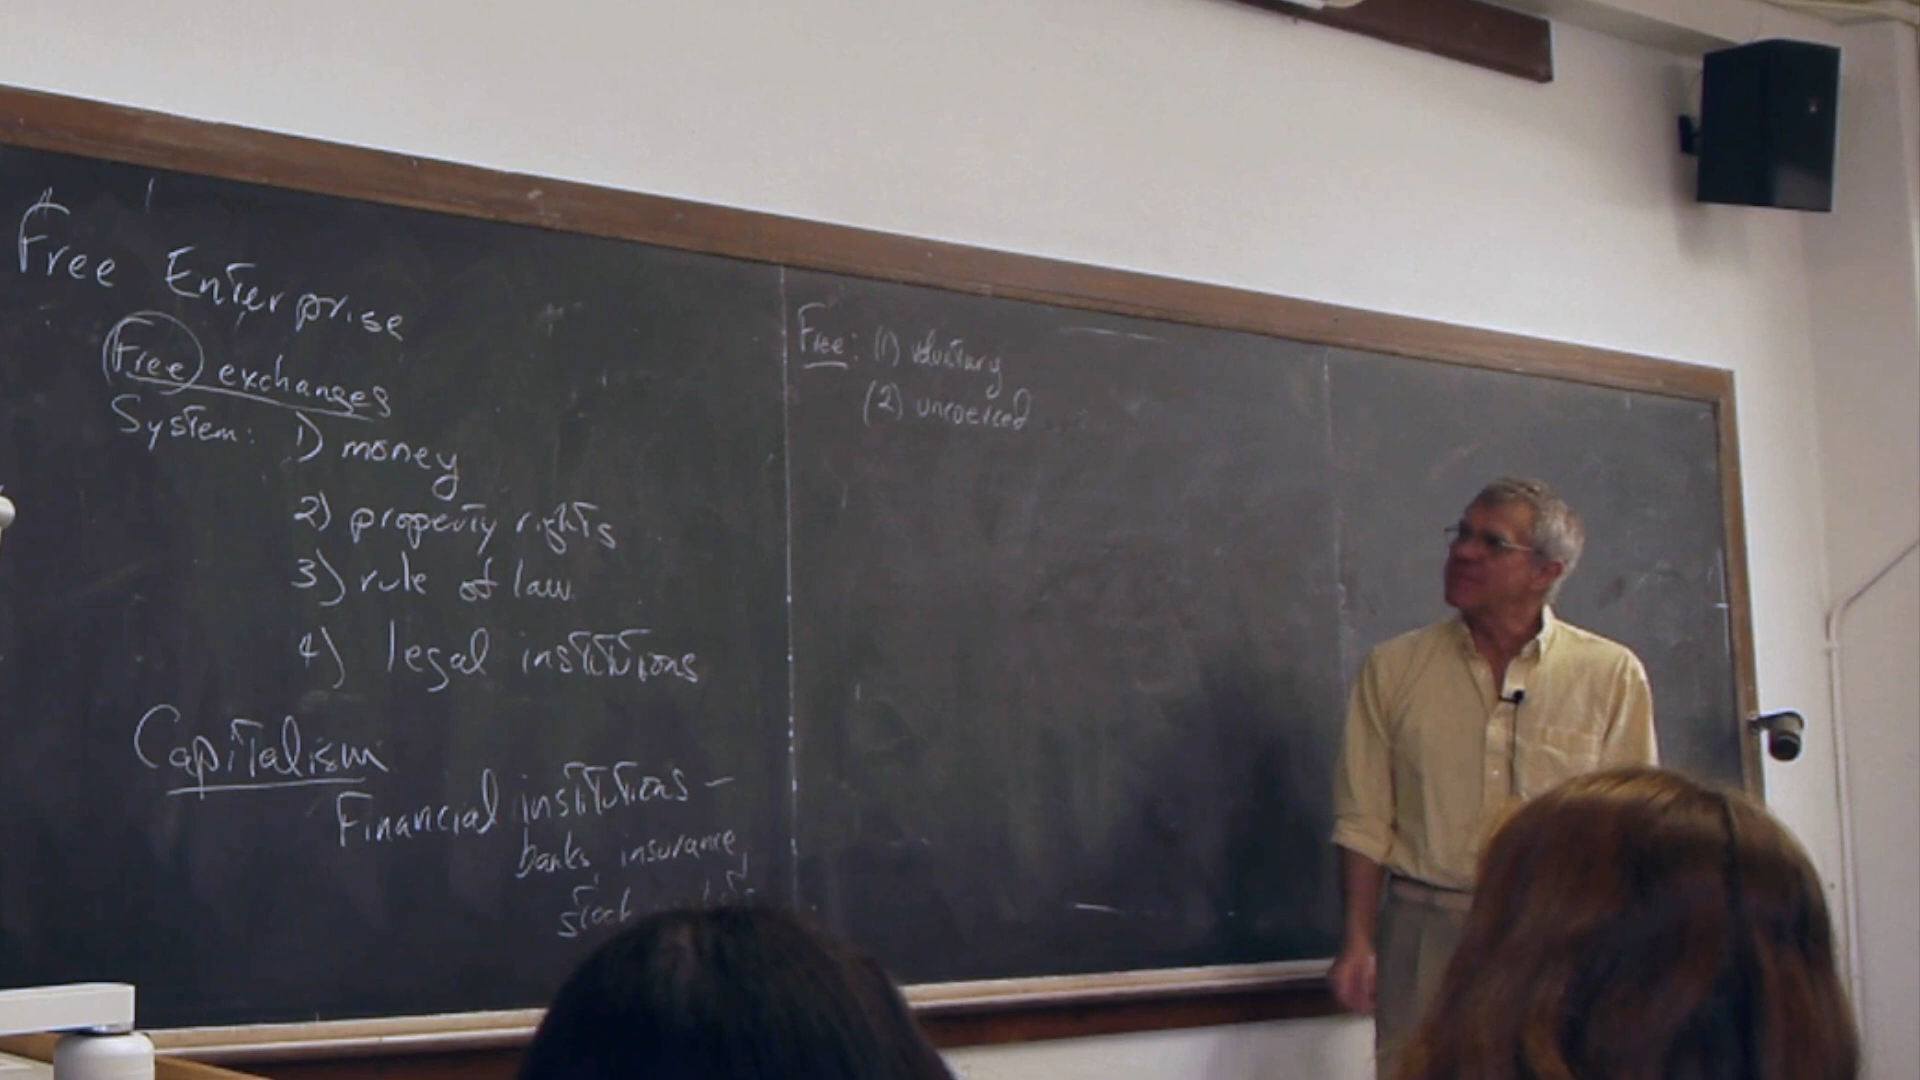 Free Enterprise
Free exchanges
System: 1) money
2) property rights
3) rule of law
4) legal institutions
Capitalism
Financial institutions –
banks, insurance,
stock
Free: (1) voluntary
(2) uncoerced